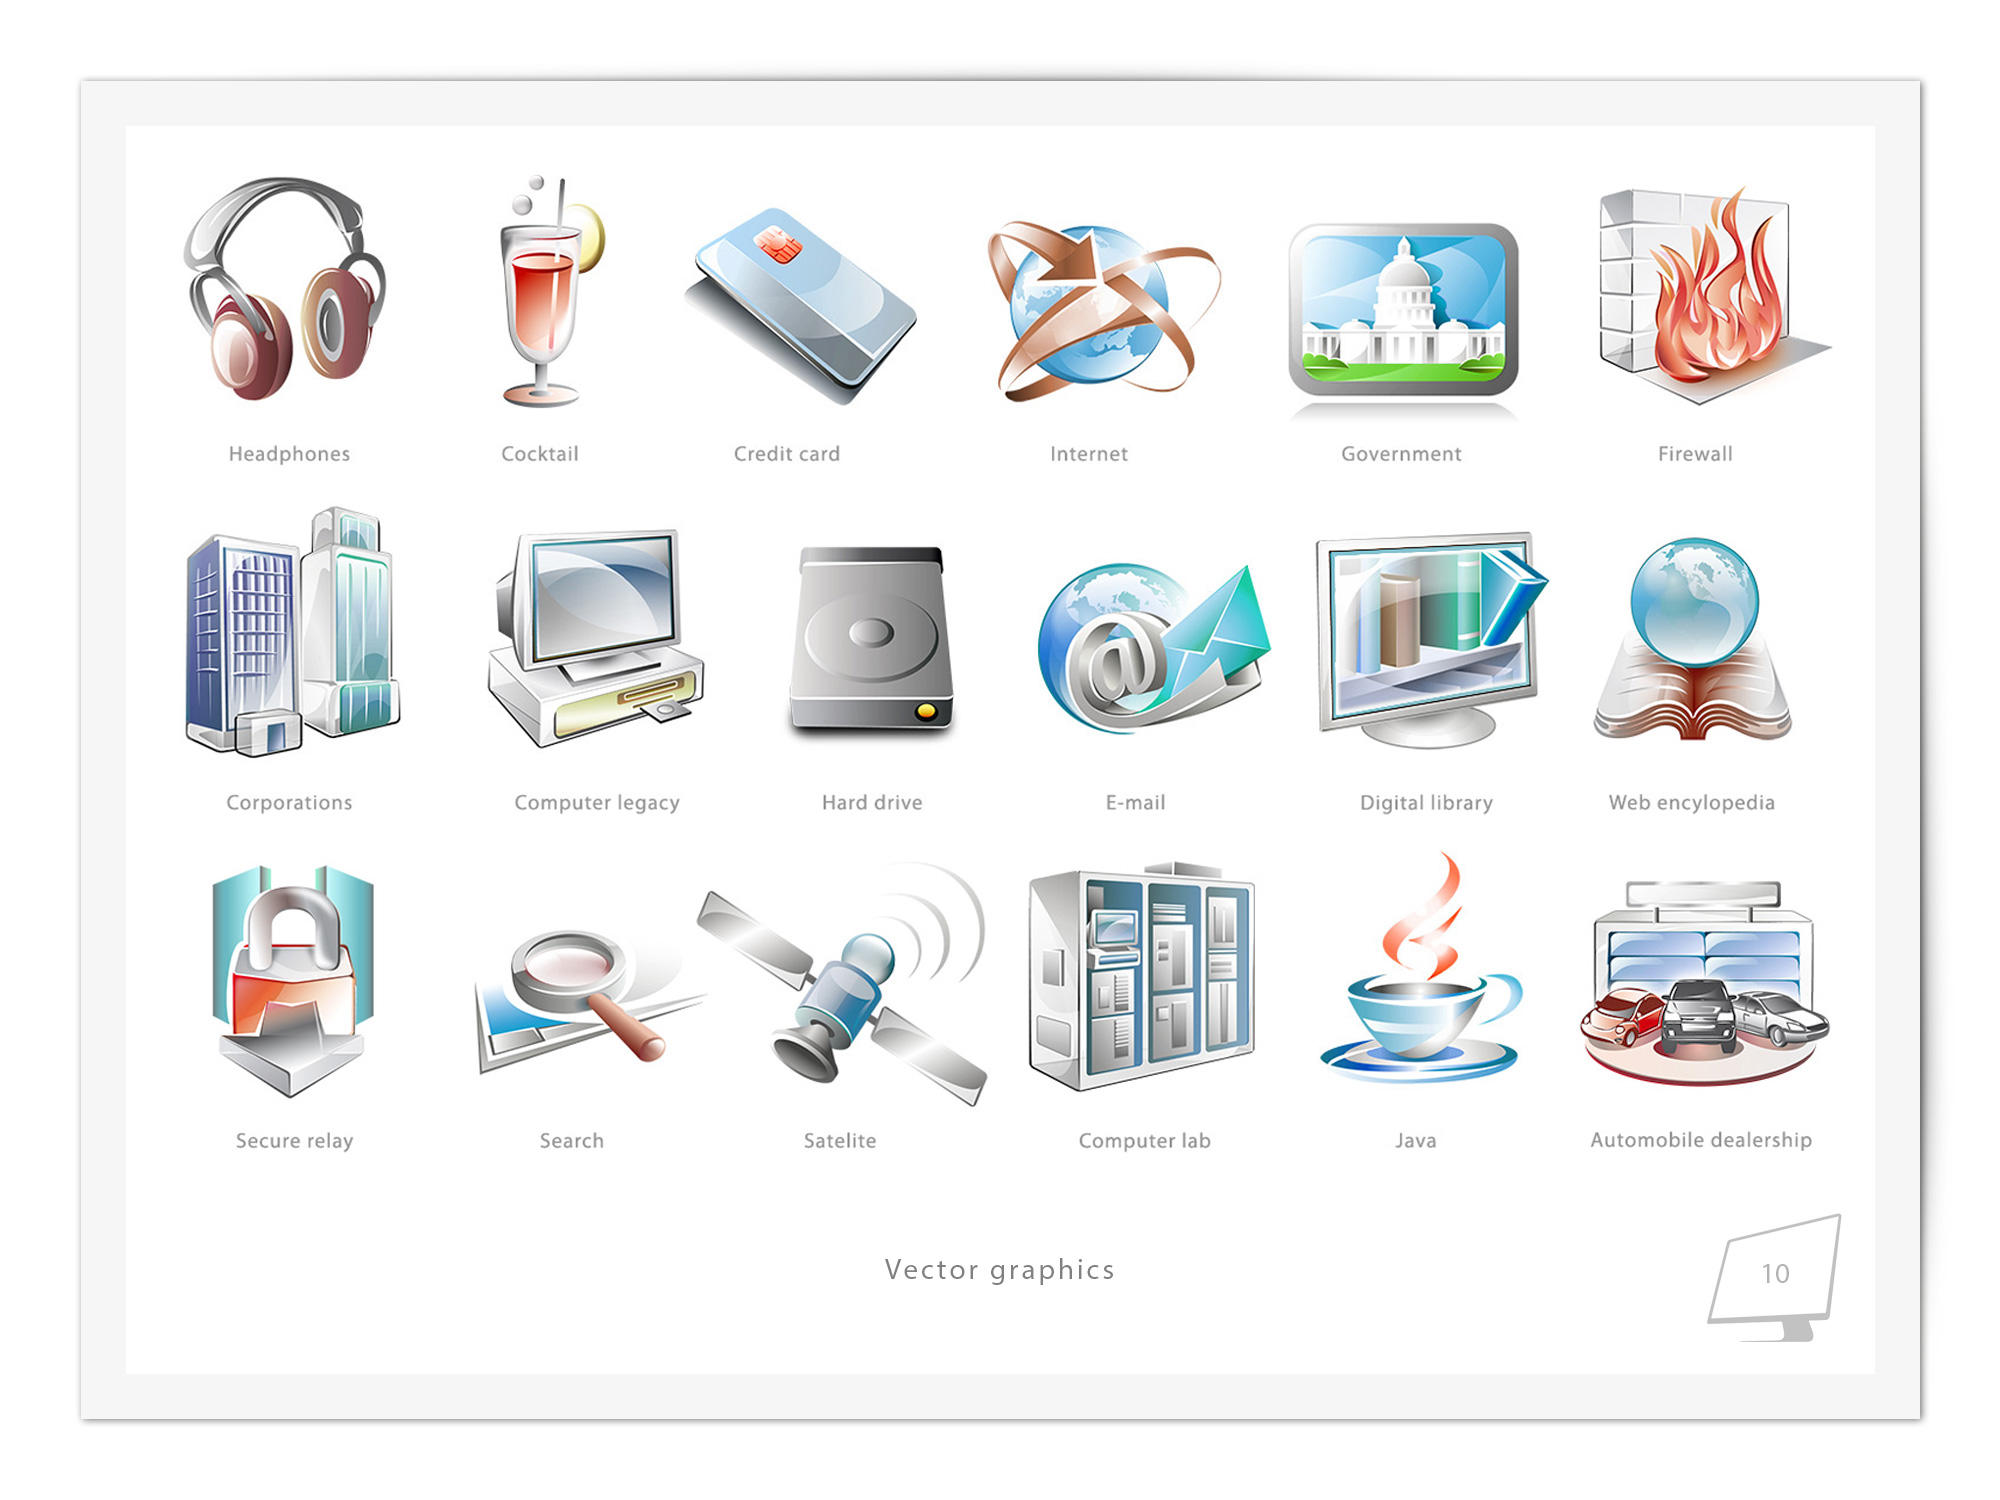 Headphones
Cocktail
Credit card
Internet
Government
Firewall
Corporations
Computer legacy
Hard drive
E-mail
Digital library
Web encylopedia
Secure relay
Search
Satelite
Computer lab
Java
Automobile dealership
Vector graphics
10